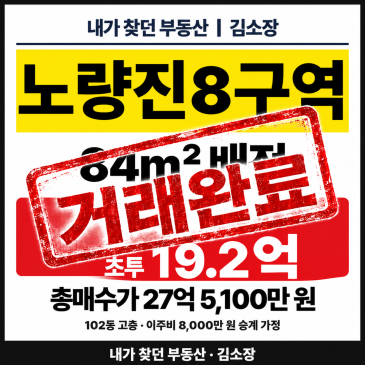 내가 찾던 부동산 | 김소장
노량진8구역
84m² 배정
거래완료
초투 19.2억
총매수가 27억 5,100만 원
102동 고층 · 이주비 8,000만 원 승계 가정
내가 찾던 부동산 · 김소장